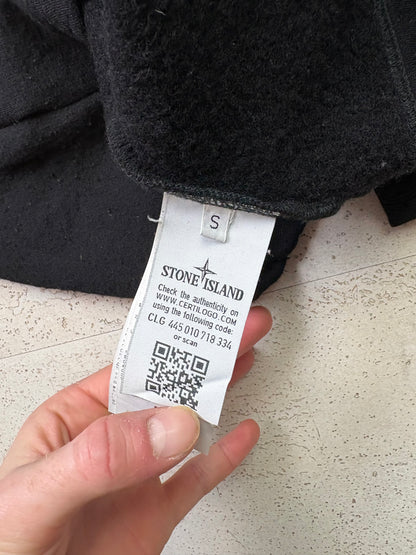 S
STONE ISLAND
Check the authenticity on
WWW.CERTILOGO.COM
using the following code:
CLG 445 010 718 334
or scan